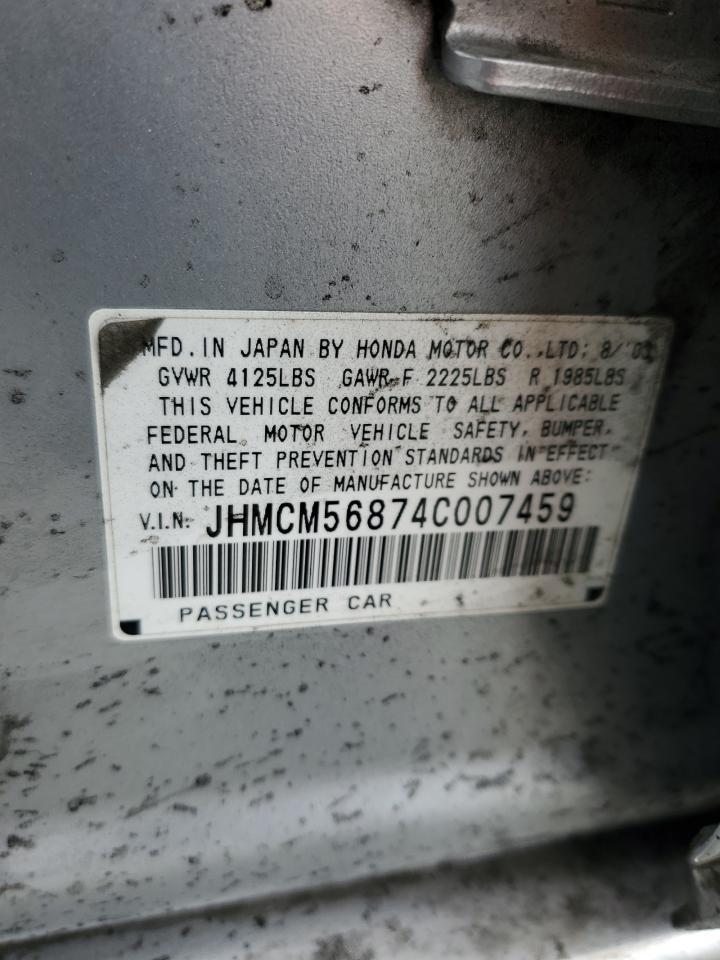 MFD. IN JAPAN BY HONDA MOTOR CO., LTD; 8/'03
GVWR 4125LBS GAWR F 2225LBS R 1985LBS
THIS VEHICLE CONFORMS TO ALL APPLICABLE
FEDERAL MOTOR VEHICLE SAFETY, BUMPER,
AND THEFT PREVENTION STANDARDS IN EFFECT
ON THE DATE OF MANUFACTURE SHOWN ABOVE:
V.I.N: JHMCM56874C007459
PASSENGER CAR